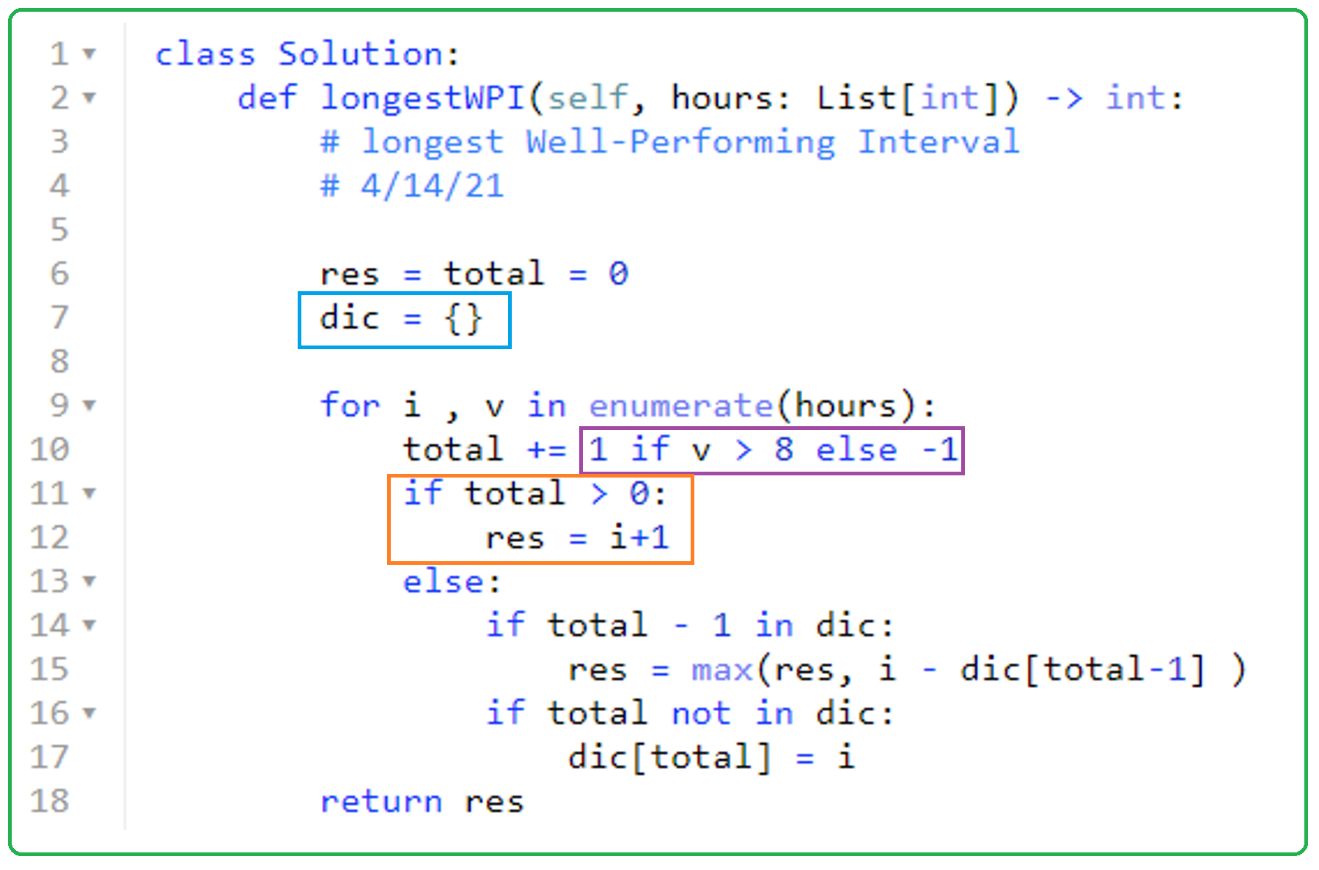 1 class Solution:
2 def longestWPI(self, hours: List[int]) -> int:
3 # longest Well-Performing Interval
4 # 4/14/21
5
6 res = total = 0
7 dic = {}
8
9 for i , v in enumerate(hours):
10 total += 1 if v > 8 else -1
11 if total > 0:
12 res = i+1
13 else:
14 if total - 1 in dic:
15 res = max(res, i - dic[total-1] )
16 if total not in dic:
17 dic[total] = i
18 return res